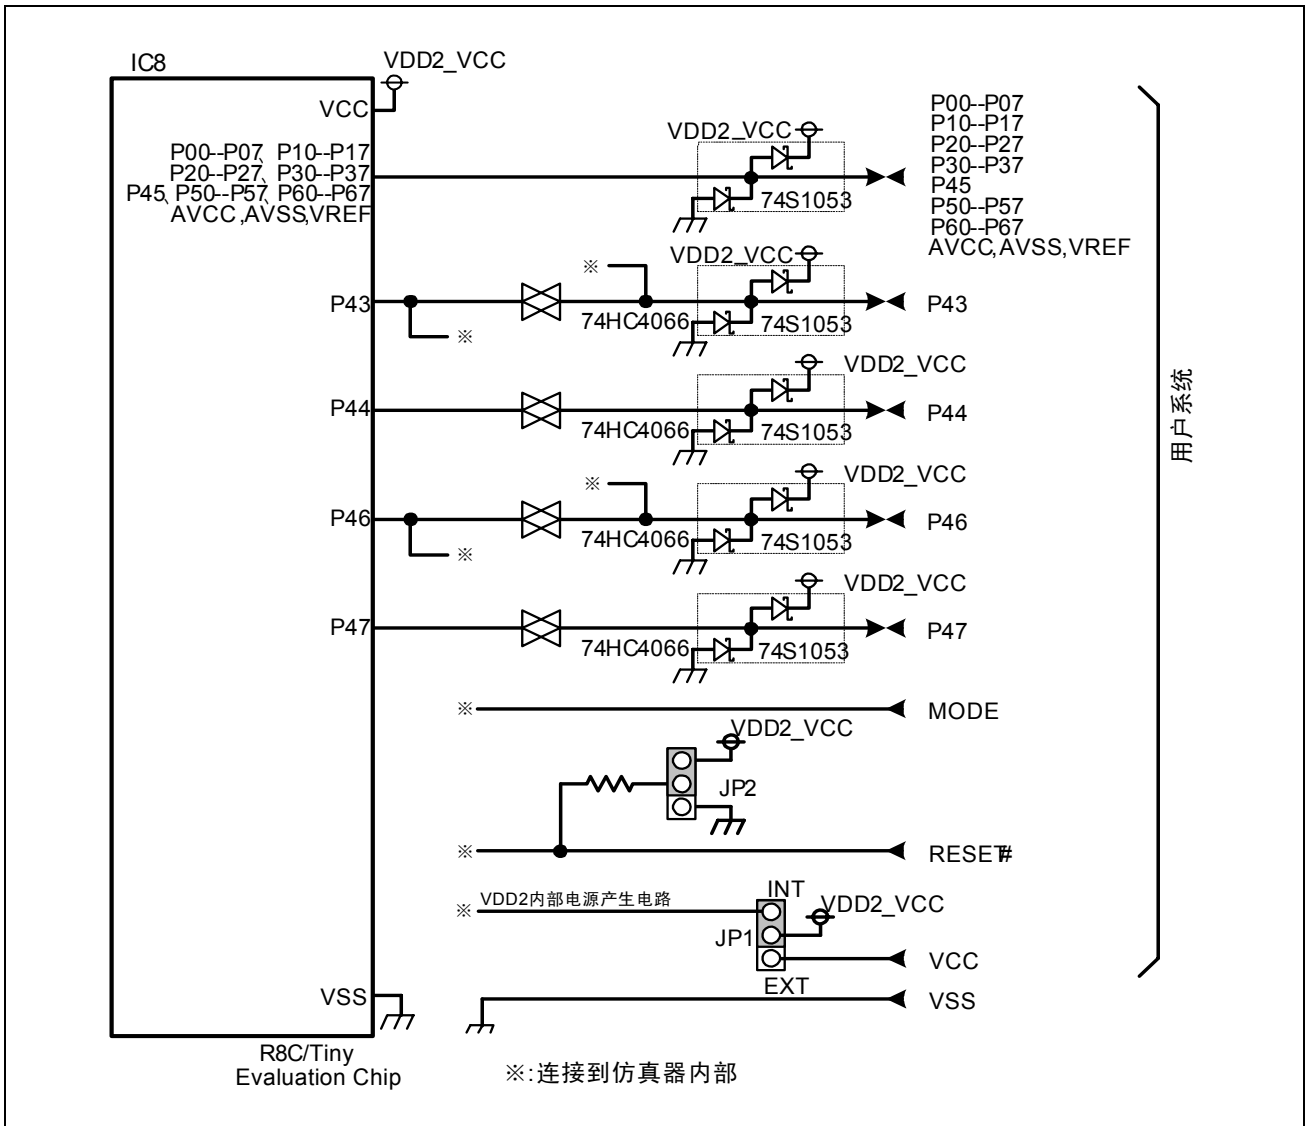 IC8
VDD2_VCC
VCC
P00--P07、P10--P17
P20--P27、P30--P37
P45、P50--P57、P60--P67
AVCC,AVSS,VREF
VDD2_VCC
74S1053
P00--P07
P10--P17
P20--P27
P30--P37
P45
P50--P57
P60--P67
AVCC,AVSS,VREF
VDD2_VCC
※
P43
※
74HC4066
74S1053
P43
VDD2_VCC
P44
74HC4066
74S1053
P44
VDD2_VCC
※
P46
※
74HC4066
74S1053
P46
VDD2_VCC
P47
74HC4066
74S1053
P47
用户系统
※
MODE
VDD2_VCC
JP2
※
RESET#
INT
※
VDD2内部电源产生电路
VDD2_VCC
JP1
VCC
EXT
VSS
VSS
R8C/Tiny
Evaluation Chip
※:连接到仿真器内部